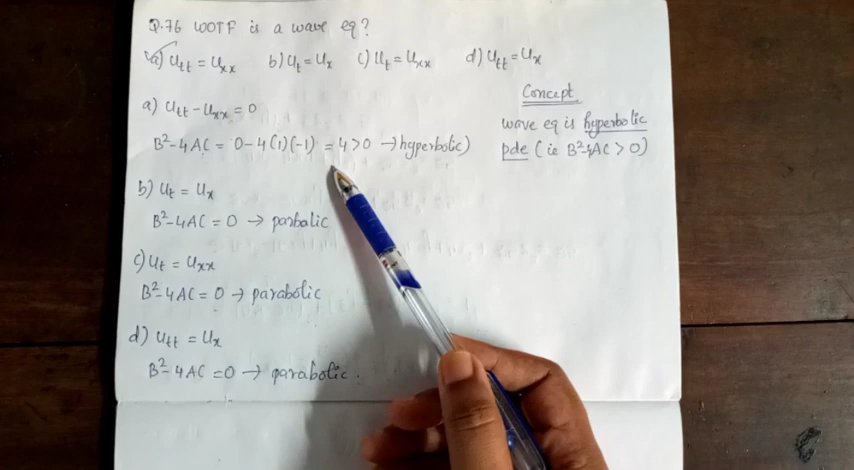 Q.76 WOTF is a wave eq?
a) Utt = Uxx b) Ut = Ux c) Ut = Uxx d) Utt = Ux
a) Utt - Uxx = 0
B² - 4AC = 0 - 4(1)(-1) = 4 > 0 → hyperbolic)
b) Ut = Ux
B² - 4AC = 0 → parbolic
c) Ut = Uxx
B² - 4AC = 0 → parabolic
d) Utt = Ux
B² - 4AC = 0 → parabolic.
Concept
wave eq is hyperbolic
pde (ie B² - 4AC > 0)